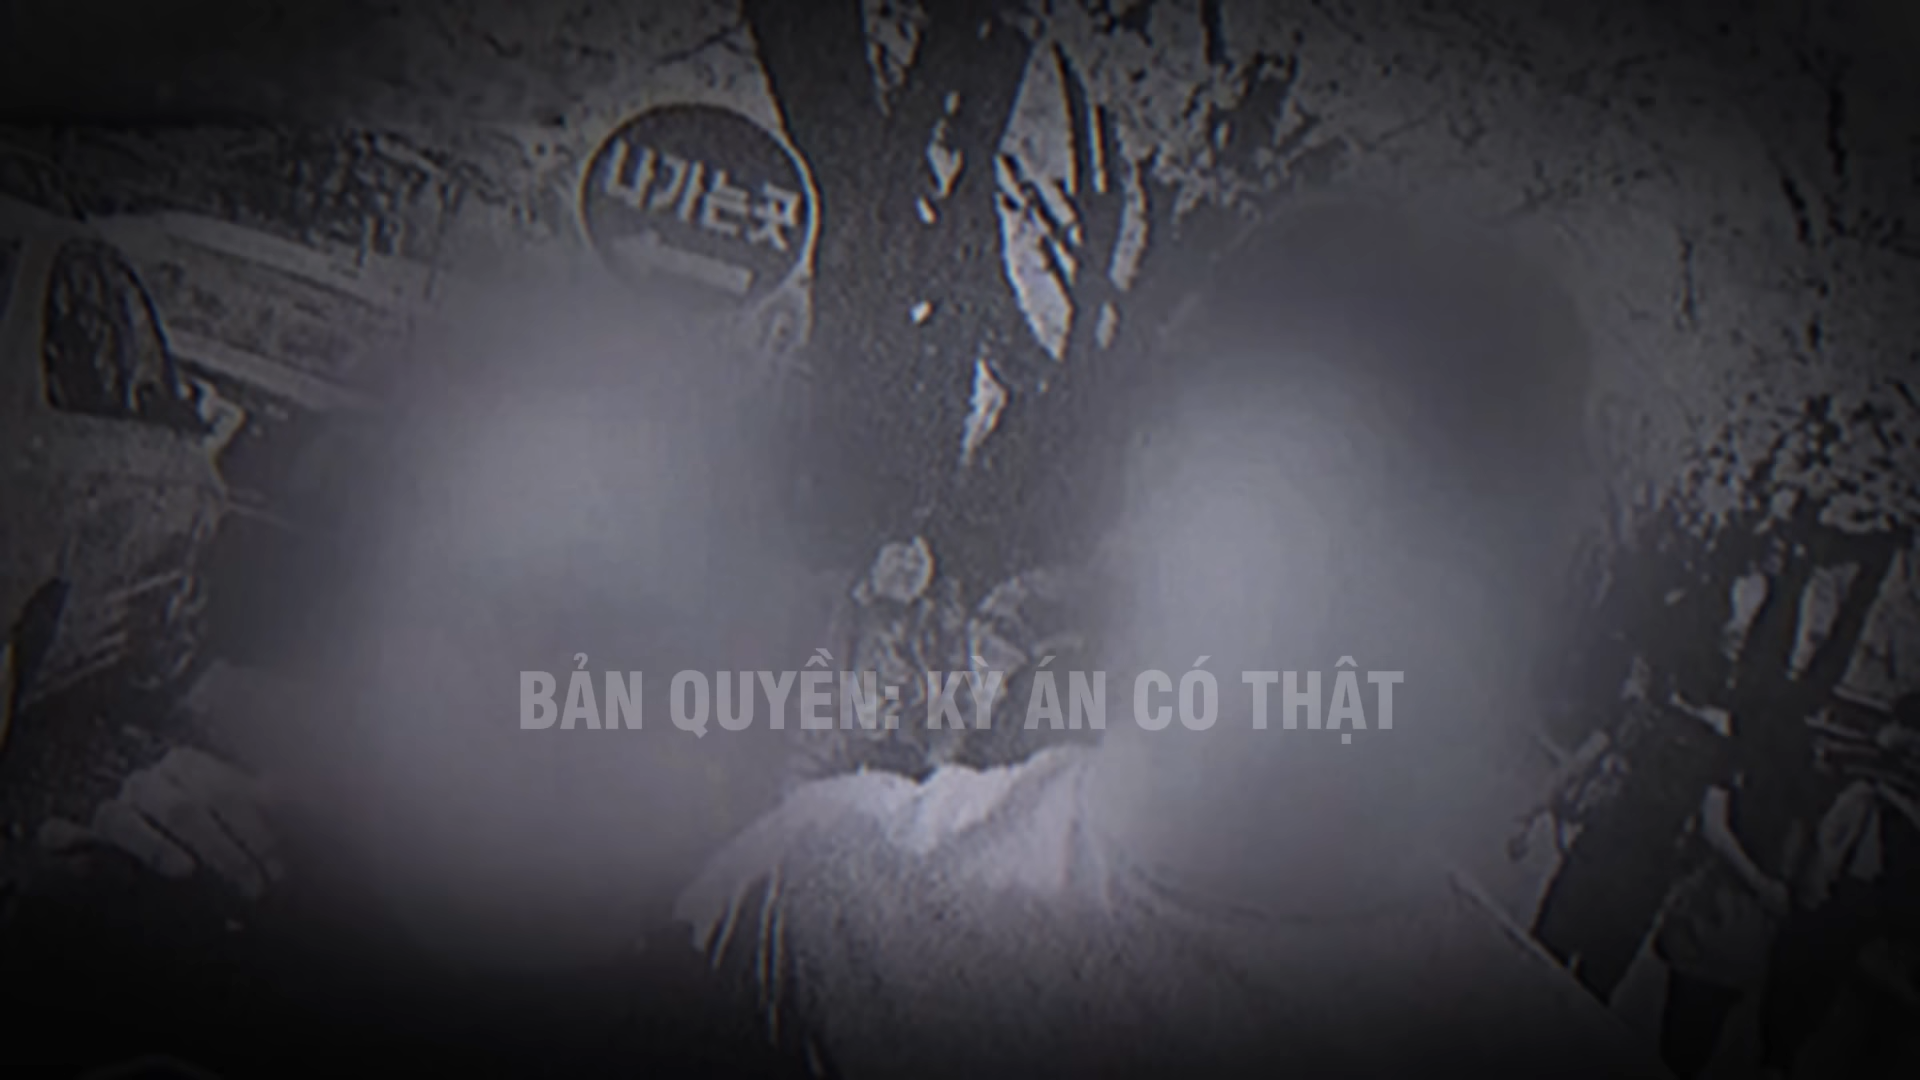 나가는곳
BẢN QUYỀN: KỲ ÁN CÓ THẬT